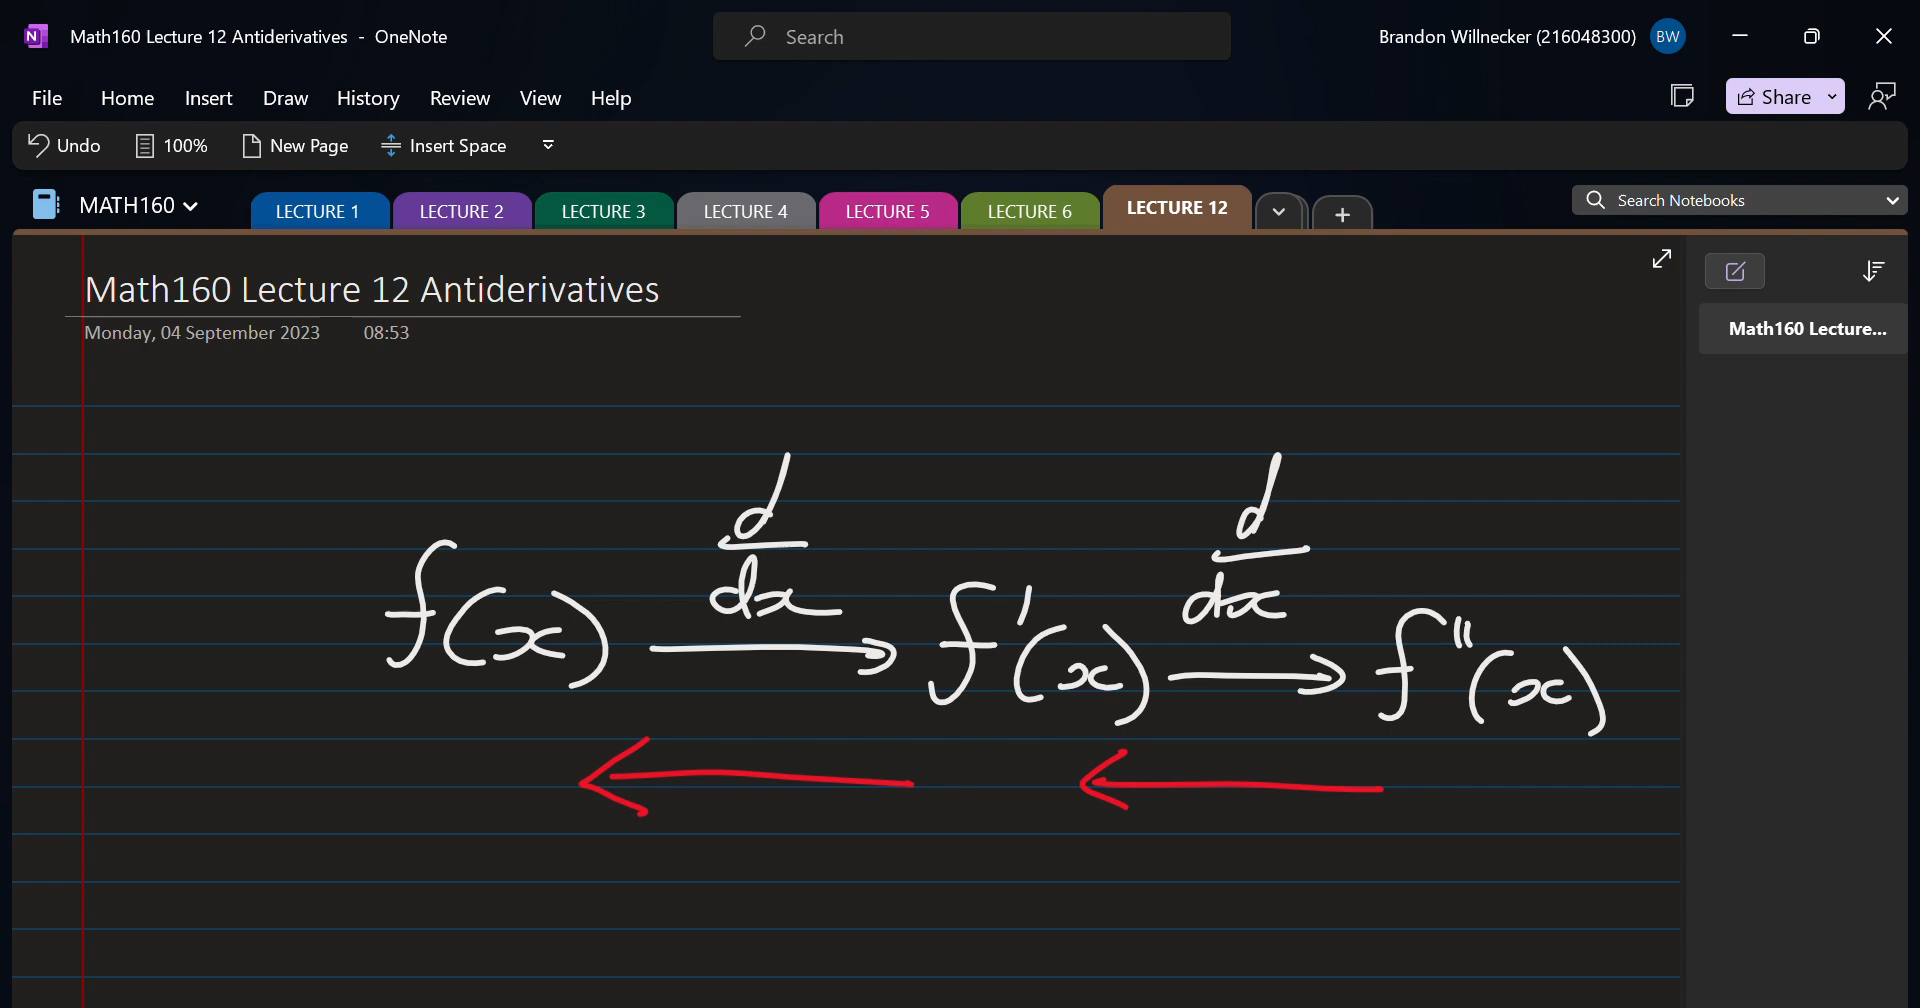 Math160 Lecture 12 Antiderivatives - OneNote
Search
Brandon Willnecker (216048300)
BW
File Home Insert Draw History Review View Help
Share
Undo 100% New Page Insert Space
MATH160
LECTURE 1 LECTURE 2 LECTURE 3 LECTURE 4 LECTURE 5 LECTURE 6 LECTURE 12 +
Search Notebooks
Math160 Lecture 12 Antiderivatives
Monday, 04 September 2023 08:53
Math160 Lecture...
d d
dx dx
f(x) → f'(x) → f''(x)
← ←